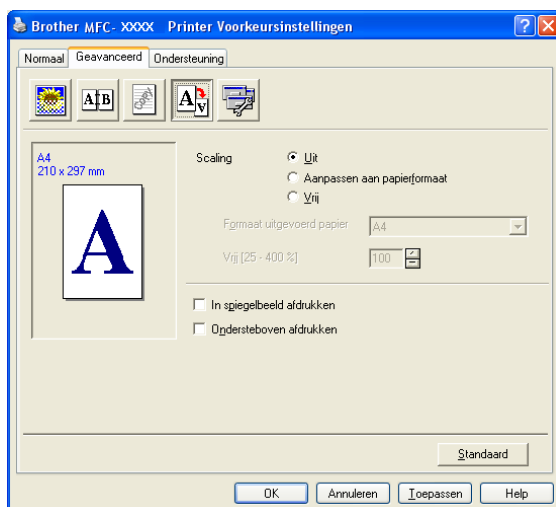 Brother MFC- XXXX Printer Voorkeursinstellingen
Normaal Geavanceerd Ondersteuning
A4
210 x 297 mm
A
Scaling Uit
Aanpassen aan papierformaat
Vrij
Formaat uitgevoerd papier A4
Vrij [25 - 400 %] 100
In spiegelbeeld afdrukken
Ondersteboven afdrukken
Standaard
OK Annuleren Toepassen Help